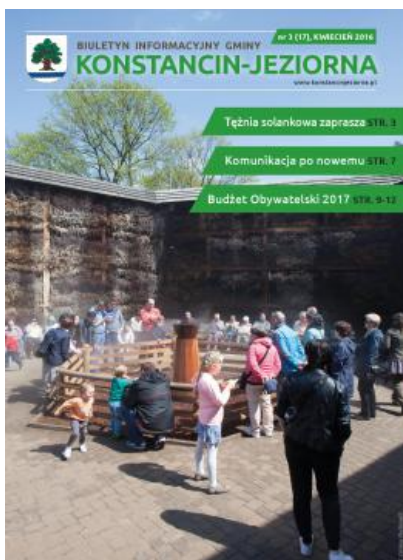 nr 3 (17), KWIECIEŃ 2016
BIULETYN INFORMACYJNY GMINY
KONSTANCIN-JEZIORNA
www.konstancinjeziorna.pl
Tężnia solankowa zaprasza STR. 3
Komunikacja po nowemu STR. 7
Budżet Obywatelski 2017 STR. 9-12